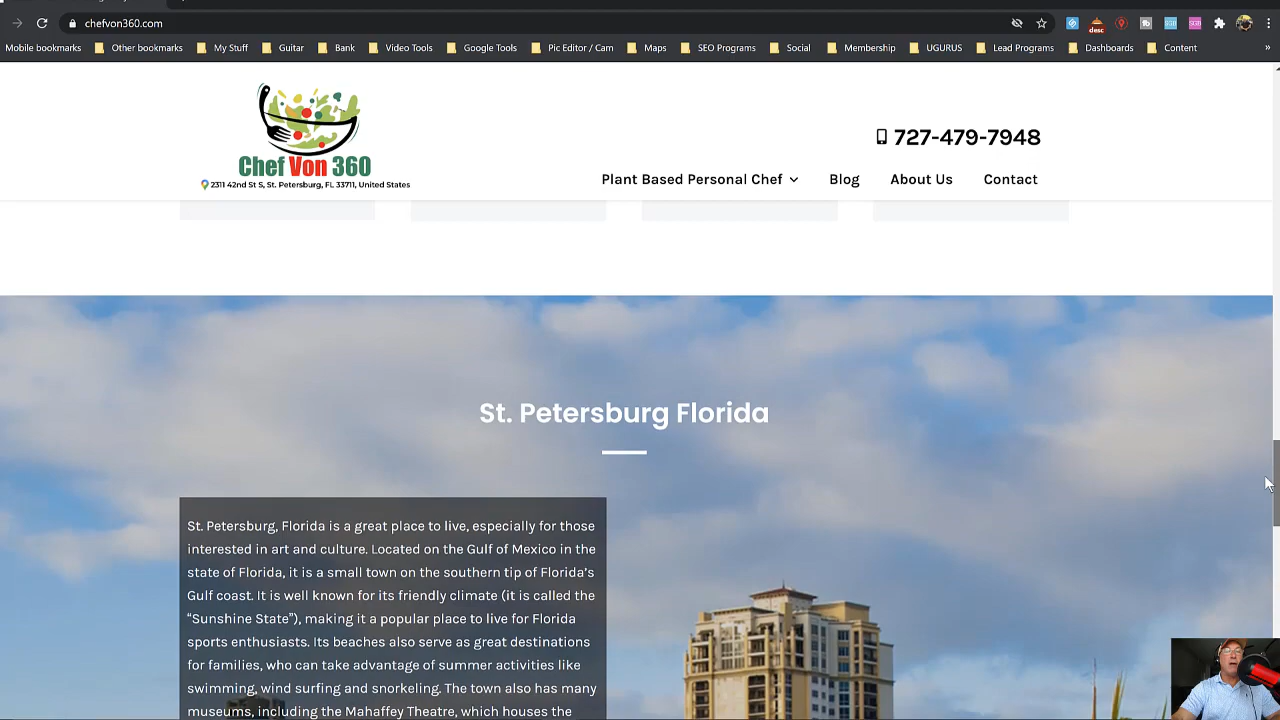 chefvon360.com
desc
Mobile bookmarks Other bookmarks My Stuff Guitar Bank Video Tools Google Tools Pic Editor / Cam Maps SEO Programs Social Membership UGURUS Lead Programs Dashboards Content »
Chef Von 360
2311 42nd St S, St. Petersburg, FL 33711, United States
727-479-7948
Plant Based Personal Chef Blog About Us Contact
St. Petersburg Florida
St. Petersburg, Florida is a great place to live, especially for those
interested in art and culture. Located on the Gulf of Mexico in the
state of Florida, it is a small town on the southern tip of Florida’s
Gulf coast. It is well known for its friendly climate (it is called the
“Sunshine State”), making it a popular place to live for Florida
sports enthusiasts. Its beaches also serve as great destinations
for families, who can take advantage of summer activities like
swimming, wind surfing and snorkeling. The town also has many
museums, including the Mahaffey Theatre, which houses the